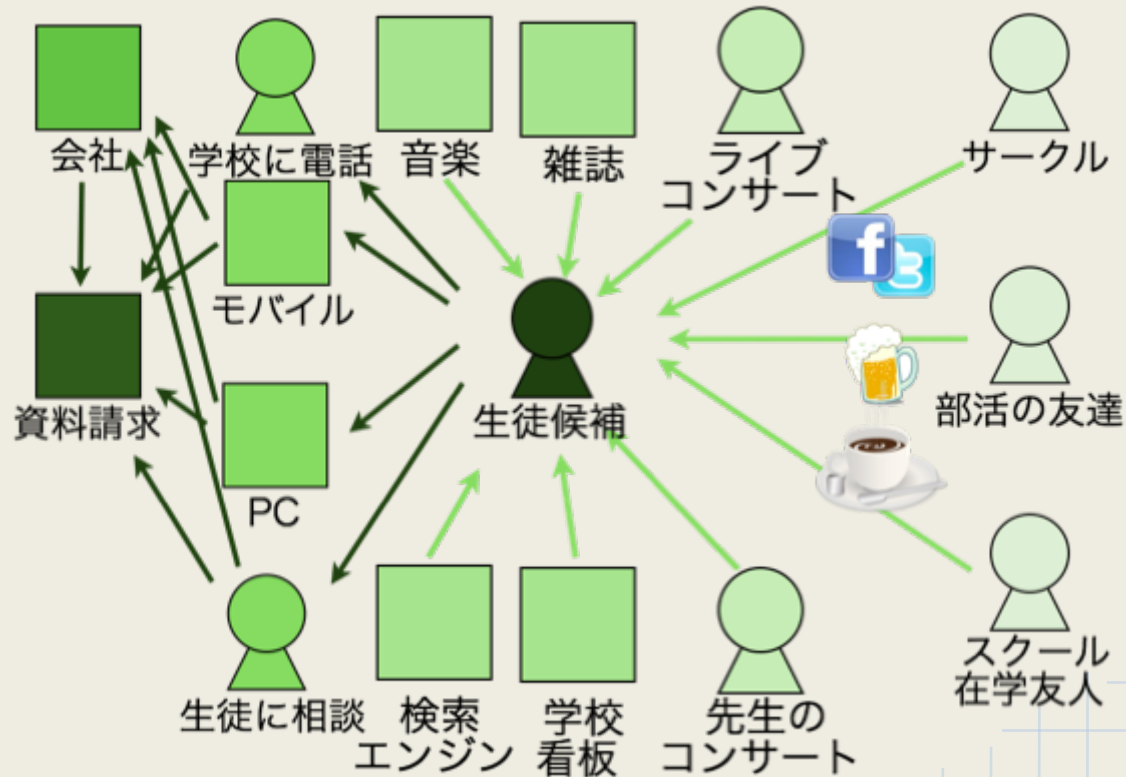 会社
学校に電話
音楽
雑誌
ライブ
コンサート
サークル
f
t
モバイル
資料請求
生徒候補
部活の友達
PC
スクール
在学友人
生徒に相談
検索
エンジン
学校
看板
先生の
コンサート